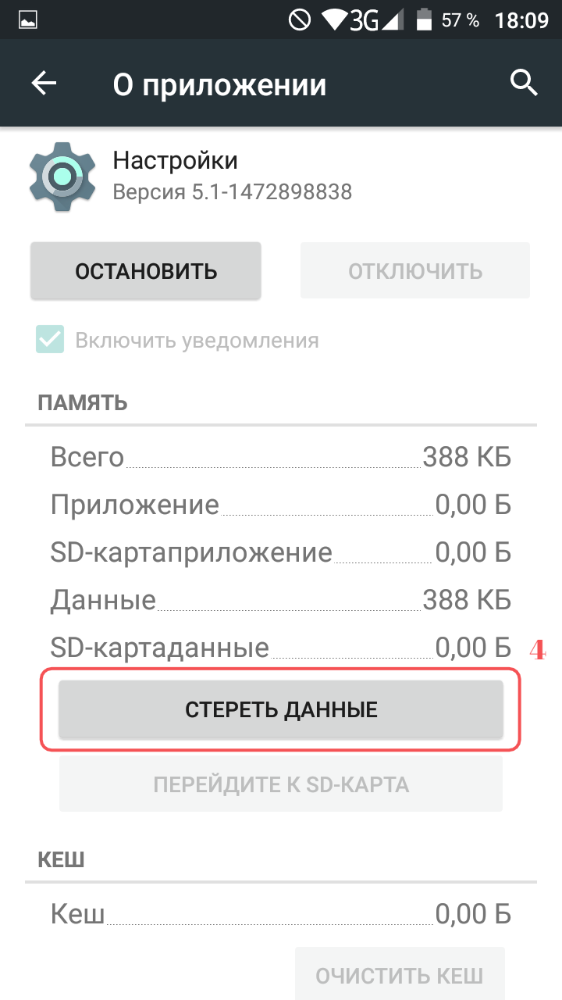 3G 57 % 18:09
О приложении
Настройки
Версия 5.1-1472898838
ОСТАНОВИТЬ ОТКЛЮЧИТЬ
Включить уведомления
ПАМЯТЬ
Всего 388 КБ
Приложение 0,00 Б
SD-картаприложение 0,00 Б
Данные 388 КБ
SD-картаданные 0,00 Б 4
СТЕРЕТЬ ДАННЫЕ
ПЕРЕЙДИТЕ К SD-КАРТА
КЕШ
Кеш 0,00 Б
ОЧИСТИТЬ КЕШ